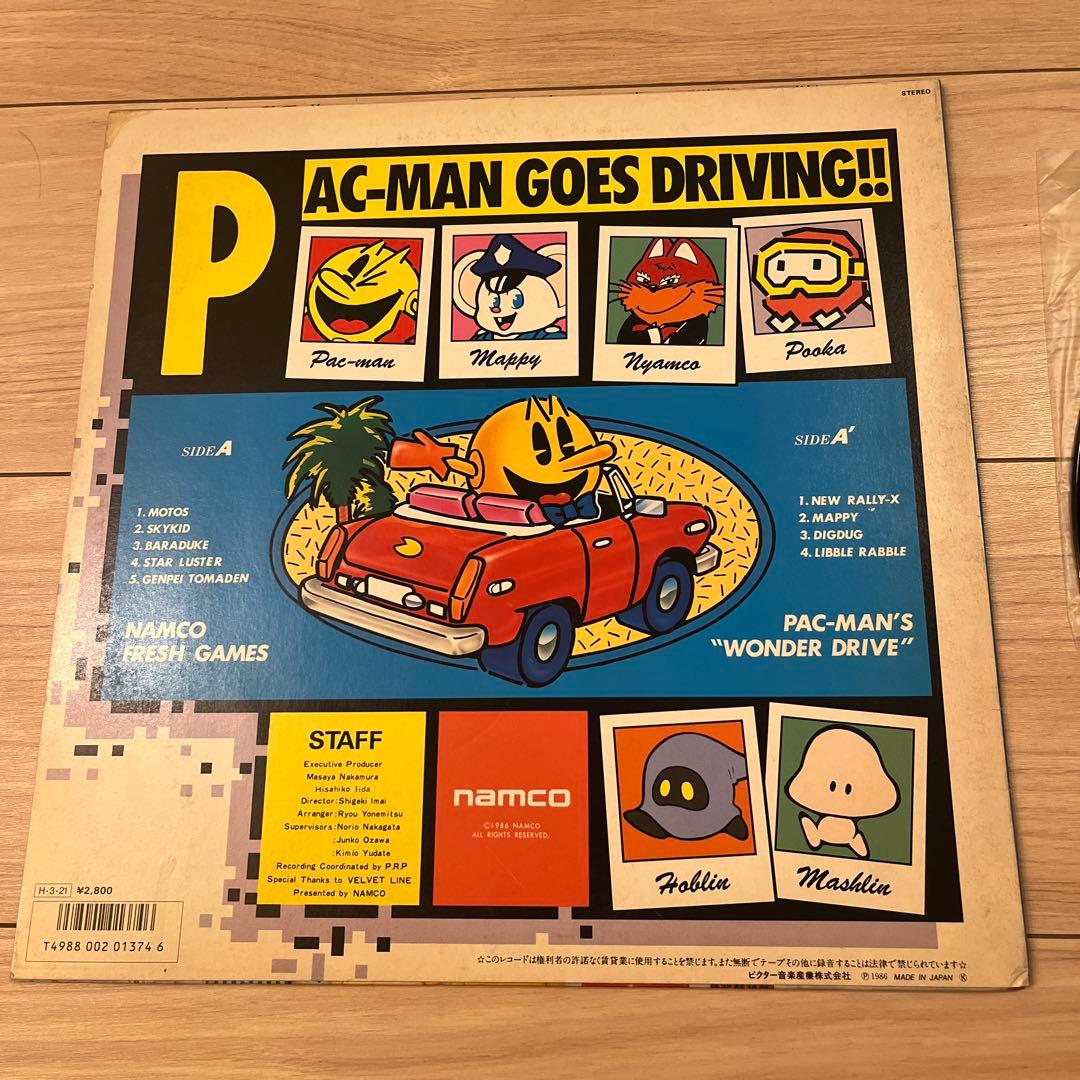 STEREO
PAC-MAN GOES DRIVING!!
Pac-man
Mappy
Nyamco
Pooka
SIDE A
1. MOTOS
2. SKYKID
3. BARADUKE
4. STAR LUSTER
5. GENPEI TOMADEN
NAMCO
FRESH GAMES
SIDE A'
1. NEW RALLY-X
2. MAPPY
3. DIGDUG
4. LIBBLE RABBLE
PAC-MAN'S
"WONDER DRIVE"
STAFF
Executive Producer
Masaya Nakamura
Hisahiko Iida
Director:Shigeki Imai
Arranger:Ryou Yonemitsu
Supervisors:Norio Nakagata
:Junko Ozawa
:Kimio Yudate
Recording Coordinated by P.R.P
Special Thanks to VELVET LINE
Presented by NAMCO
namco
©1986 NAMCO
ALL RIGHTS RESERVED.
Hoblin
Mashlin
H-3-21 ¥2,800
T4988 002 01374 6
☆このレコードは権利者の許諾なく賃貸業に使用することを禁じます。また無断でテープその他に録音することは法律で禁じられています☆
ビクター音楽産業株式会社 Ⓟ1986 MADE IN JAPAN Ⓚ